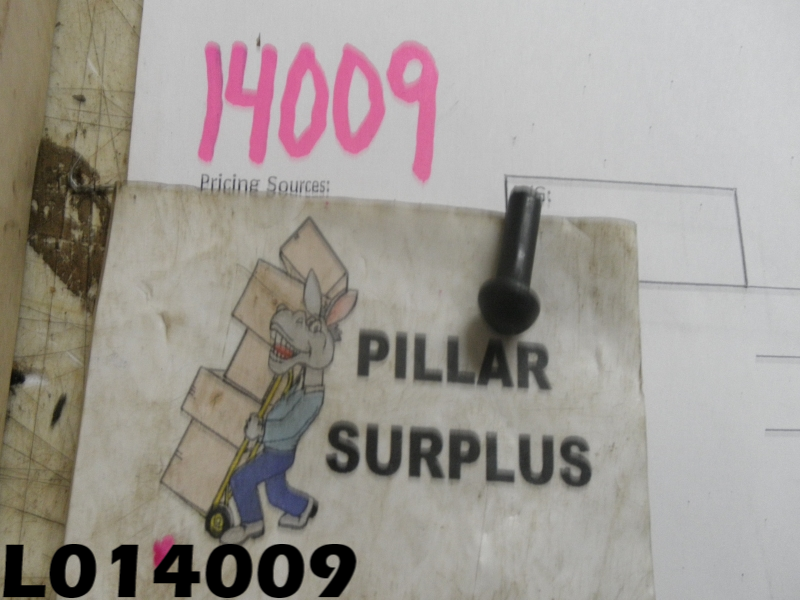 14009
Pricing Sources:
PILLAR
SURPLUS
L014009